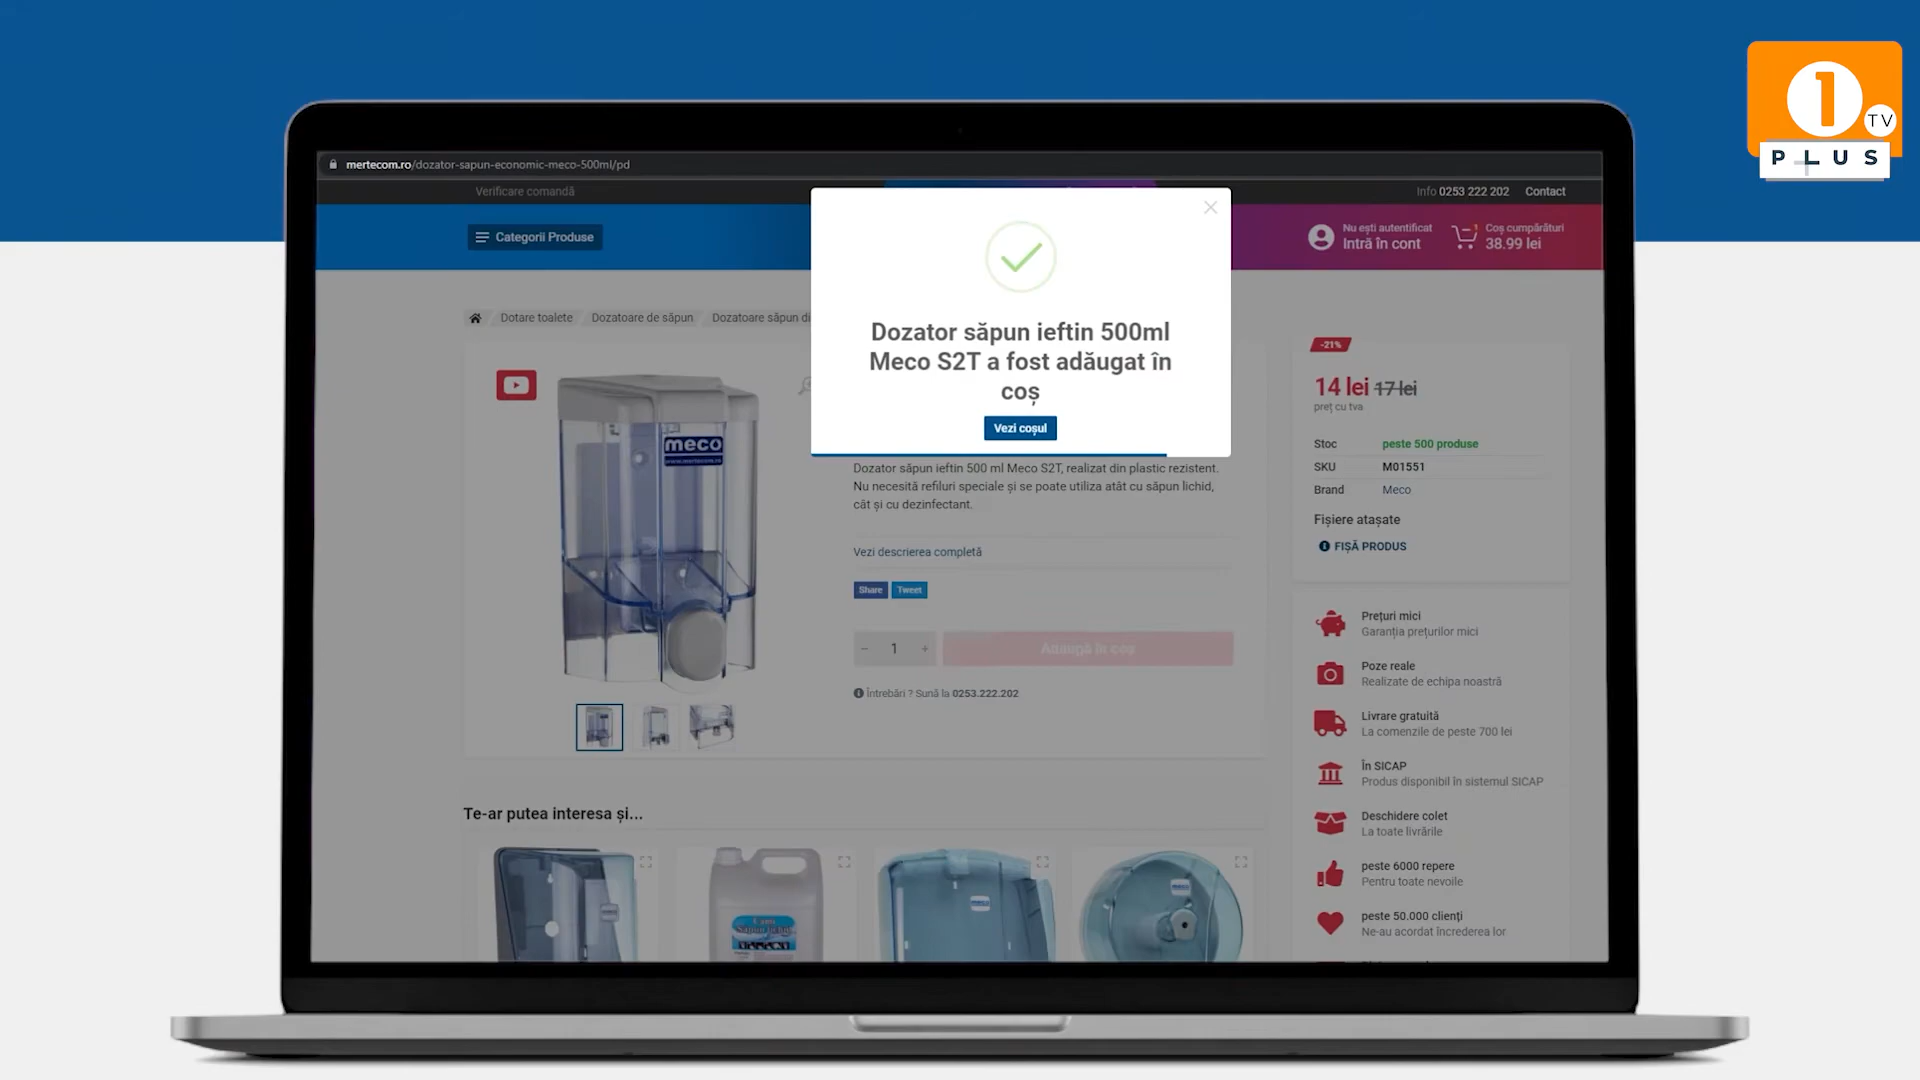 1
TV
PLUS
mertecom.ro/dozator-sapun-economic-meco-500ml/pd
Verificare comandă
Info 0253 222 202 Contact
Categorii Produse
Nu ești autentificat
Intră în cont
Coș cumpărături
38.99 lei
Dotare toalete
Dozatoare de săpun
Dozatoare săpun
Dozator săpun ieftin 500ml
Meco S2T a fost adăugat în
coș
Vezi coșul
meco
Dozator săpun ieftin 500 ml Meco S2T, realizat din plastic rezistent.
Nu necesită refiluri speciale și se poate utiliza atât cu săpun lichid,
cât și cu dezinfectant.
Vezi descrierea completă
Share Tweet
- 1 +
Adaugă în coș
Întrebări ? Sună la 0253.222.202
-21%
14 lei 17 lei
preț cu tva
Stoc peste 500 produse
SKU M01551
Brand Meco
Fișiere atașate
FIȘĂ PRODUS
Prețuri mici
Garanția prețurilor mici
Poze reale
Realizate de echipa noastră
Livrare gratuită
La comenzile de peste 700 lei
În SICAP
Produs disponibil în sistemul SICAP
Deschidere colet
La toate livrările
peste 6000 repere
Pentru toate nevoile
peste 50.000 clienți
Ne-au acordat încrederea lor
Te-ar putea interesa și...